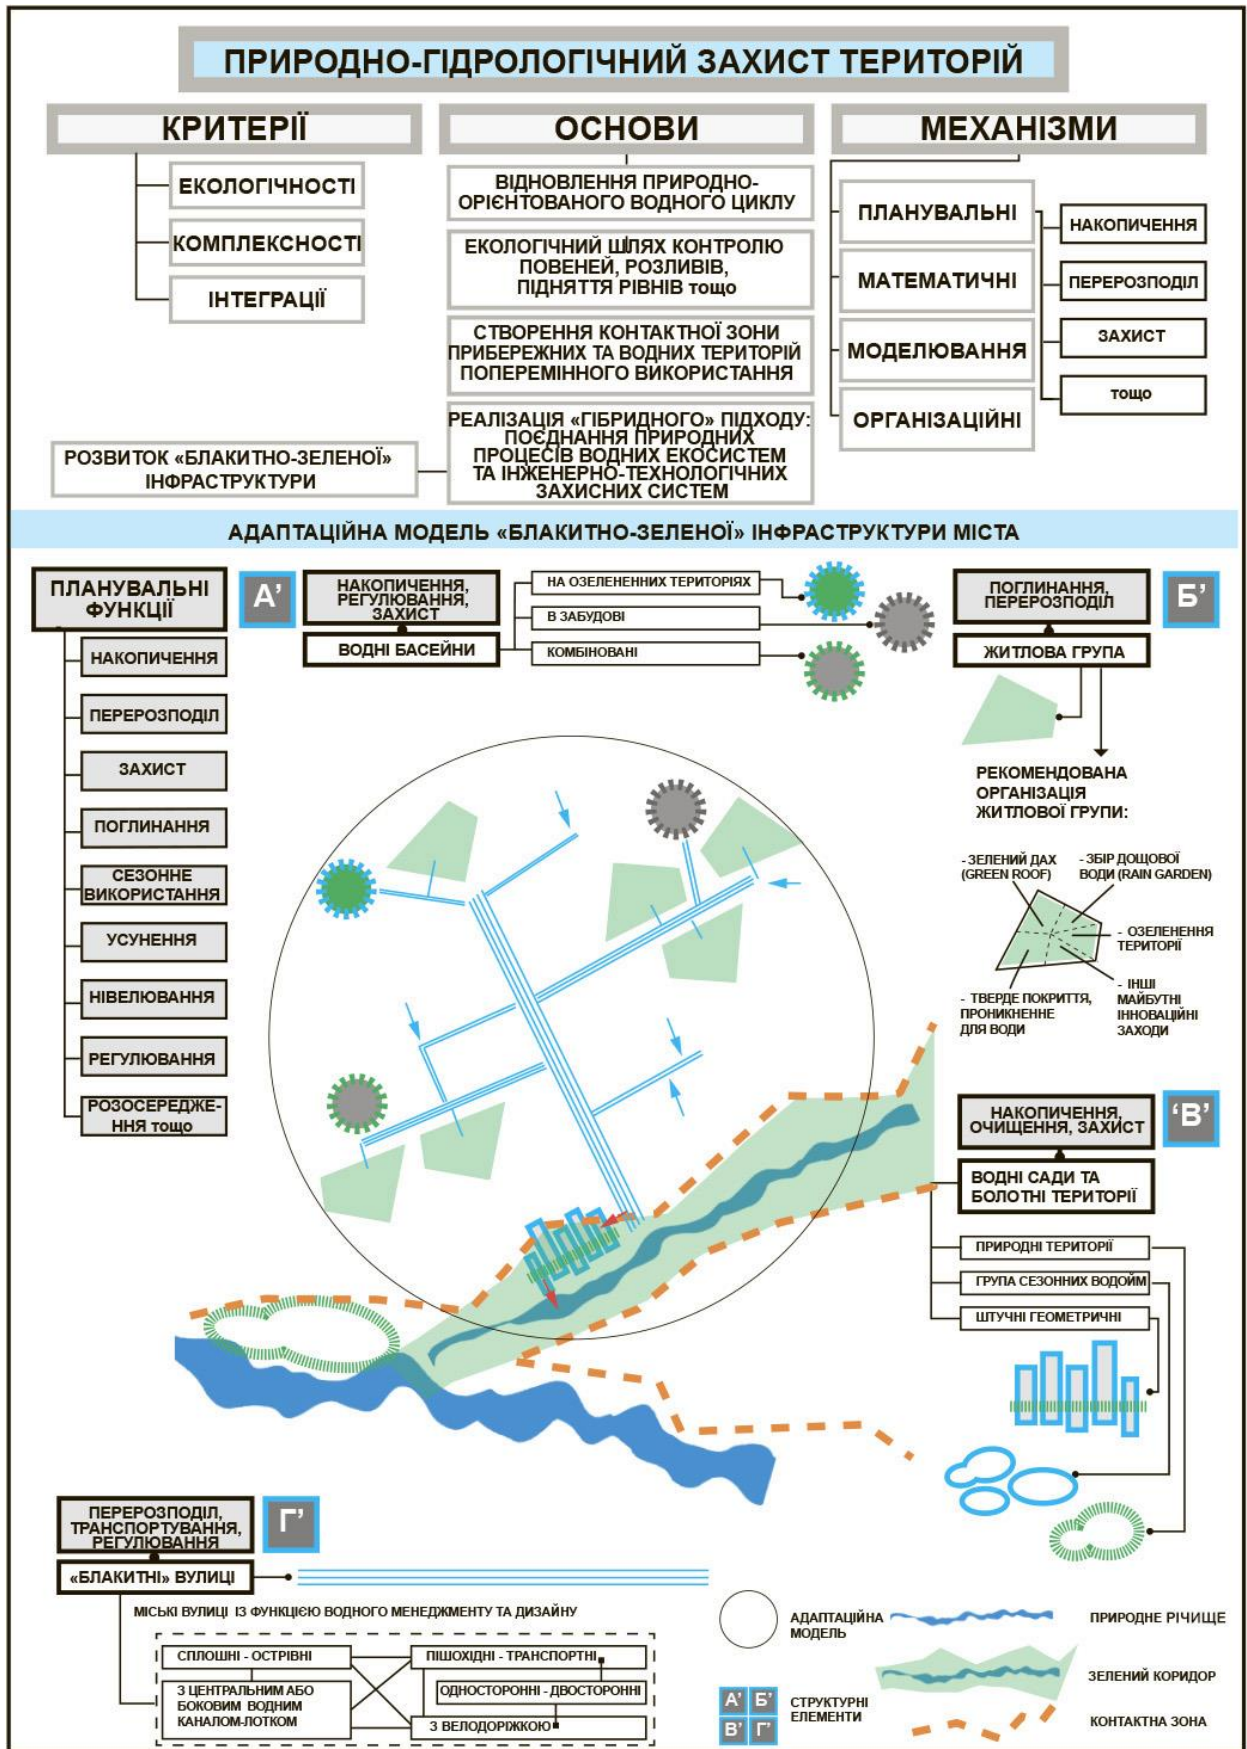 ПРИРОДНО-ГІДРОЛОГІЧНИЙ ЗАХИСТ ТЕРИТОРІЙ
КРИТЕРІЇ
ЕКОЛОГІЧНОСТІ
КОМПЛЕКСНОСТІ
ІНТЕГРАЦІЇ
ОСНОВИ
ВІДНОВЛЕННЯ ПРИРОДНО-
ОРІЄНТОВАНОГО ВОДНОГО ЦИКЛУ
ЕКОЛОГІЧНИЙ ШЛЯХ КОНТРОЛЮ
ПОВЕНЕЙ, РОЗЛИВІВ,
ПІДНЯТТЯ РІВНІВ тощо
СТВОРЕННЯ КОНТАКТНОЇ ЗОНИ
ПРИБЕРЕЖНИХ ТА ВОДНИХ ТЕРИТОРІЙ
ПОПЕРЕМІННОГО ВИКОРИСТАННЯ
РЕАЛІЗАЦІЯ «ГІБРИДНОГО» ПІДХОДУ:
ПОЄДНАННЯ ПРИРОДНИХ
ПРОЦЕСІВ ВОДНИХ ЕКОСИСТЕМ
ТА ІНЖЕНЕРНО-ТЕХНОЛОГІЧНИХ
ЗАХИСНИХ СИСТЕМ
РОЗВИТОК «БЛАКИТНО-ЗЕЛЕНОЇ»
ІНФРАСТРУКТУРИ
МЕХАНІЗМИ
ПЛАНУВАЛЬНІ
МАТЕМАТИЧНІ
МОДЕЛЮВАННЯ
ОРГАНІЗАЦІЙНІ
НАКОПИЧЕННЯ
ПЕРЕРОЗПОДІЛ
ЗАХИСТ
тощо
АДАПТАЦІЙНА МОДЕЛЬ «БЛАКИТНО-ЗЕЛЕНОЇ» ІНФРАСТРУКТУРИ МІСТА
ПЛАНУВАЛЬНІ
ФУНКЦІЇ
НАКОПИЧЕННЯ
ПЕРЕРОЗПОДІЛ
ЗАХИСТ
ПОГЛИНАННЯ
СЕЗОННЕ
ВИКОРИСТАННЯ
УСУНЕННЯ
НІВЕЛЮВАННЯ
РЕГУЛЮВАННЯ
РОЗОСЕРЕДЖЕ-
ННЯ тощо
А'
НАКОПИЧЕННЯ,
РЕГУЛЮВАННЯ,
ЗАХИСТ
ВОДНІ БАСЕЙНИ
НА ОЗЕЛЕНЕННИХ ТЕРИТОРІЯХ
В ЗАБУДОВІ
КОМБІНОВАНІ
ПОГЛИНАННЯ,
ПЕРЕРОЗПОДІЛ
Б'
ЖИТЛОВА ГРУПА
РЕКОМЕНДОВАНА
ОРГАНІЗАЦІЯ
ЖИТЛОВОЇ ГРУПИ:
- ЗЕЛЕНИЙ ДАХ
(GREEN ROOF)
- ЗБІР ДОЩОВОЇ
ВОДИ (RAIN GARDEN)
- ОЗЕЛЕНЕННЯ
ТЕРИТОРІЇ
- ТВЕРДЕ ПОКРИТТЯ,
ПРОНИКНЕННЕ
ДЛЯ ВОДИ
- ІНШІ
МАЙБУТНІ
ІННОВАЦІЙНІ
ЗАХОДИ
НАКОПИЧЕННЯ,
ОЧИЩЕННЯ, ЗАХИСТ
'В'
ВОДНІ САДИ ТА
БОЛОТНІ ТЕРИТОРІЇ
ПРИРОДНІ ТЕРИТОРІЇ
ГРУПА СЕЗОННИХ ВОДОЙМ
ШТУЧНІ ГЕОМЕТРИЧНІ
ПЕРЕРОЗПОДІЛ,
ТРАНСПОРТУВАННЯ,
РЕГУЛЮВАННЯ
Г'
«БЛАКИТНІ» ВУЛИЦІ
МІСЬКІ ВУЛИЦІ ІЗ ФУНКЦІЄЮ ВОДНОГО МЕНЕДЖМЕНТУ ТА ДИЗАЙНУ
СПЛОШНІ - ОСТРІВНІ
З ЦЕНТРАЛЬНИМ АБО
БОКОВИМ ВОДНИМ
КАНАЛОМ-ЛОТКОМ
ПІШОХІДНІ - ТРАНСПОРТНІ
ОДНОСТОРОННІ - ДВОСТОРОННІ
З ВЕЛОДОРІЖКОЮ
АДАПТАЦІЙНА
МОДЕЛЬ
А' Б'
В' Г'
СТРУКТУРНІ
ЕЛЕМЕНТИ
ПРИРОДНЕ РІЧИЩЕ
ЗЕЛЕНИЙ КОРИДОР
КОНТАКТНА ЗОНА